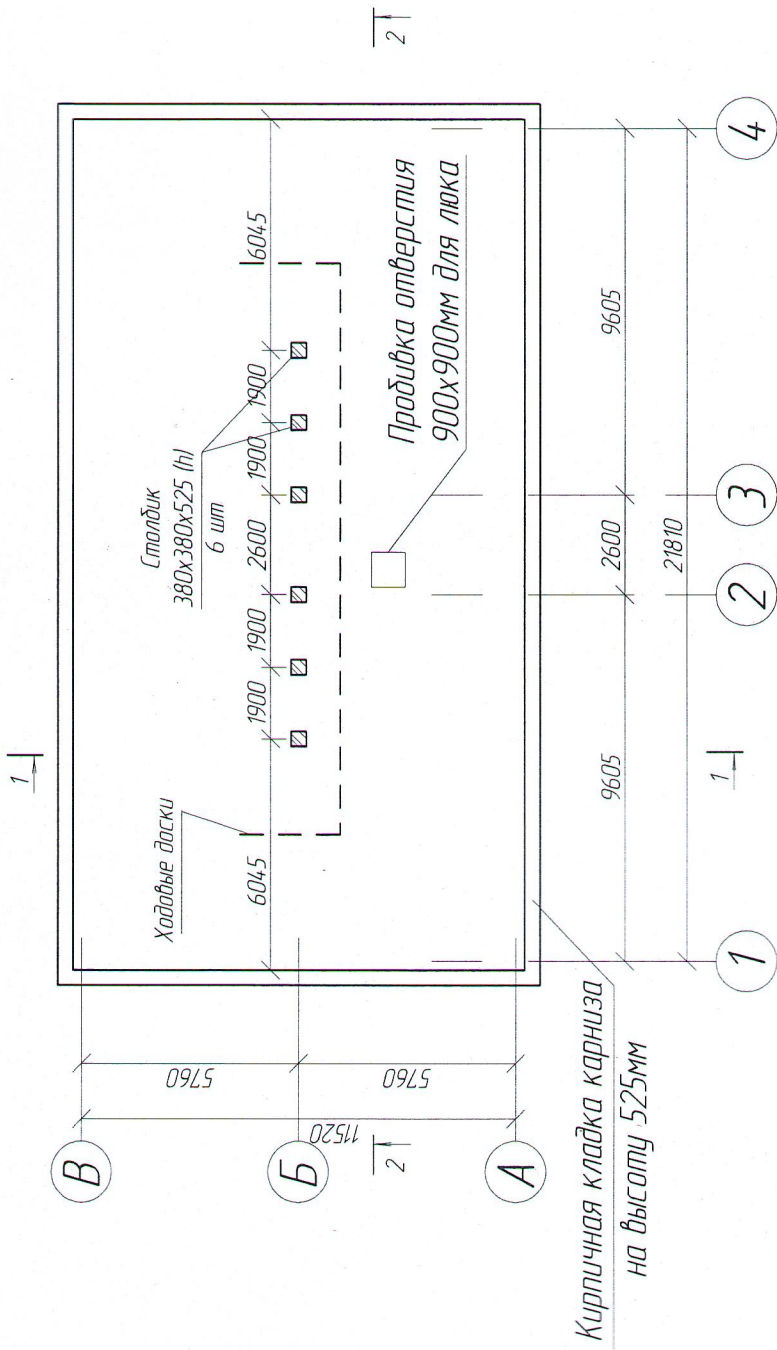 1
2
Столбик
380х380х525 (h)
6 шт
Ходовые доски
6045
1900
1900
2600
1900
1900
6045
Пробивка отверстия
900х900мм для люка
В
Б
А
5760
5760
11520
2
9605
2600
9605
21810
1
1
2
3
4
Кирпичная кладка карниза
на высоту 525мм